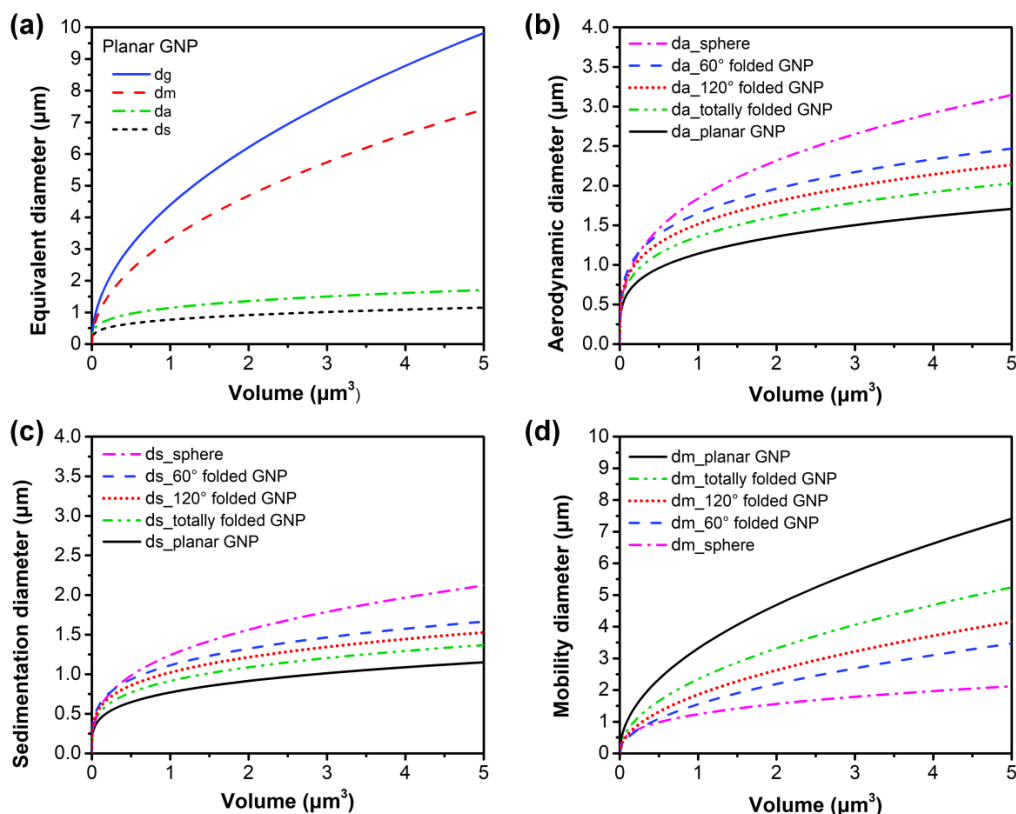 (a)
Planar GNP
dg
dm
da
ds
10
9
8
7
6
5
4
3
2
1
0
0
1
2
3
4
5
Equivalent diameter (µm)
Volume (µm³)
(b)
da_sphere
da_60° folded GNP
da_120° folded GNP
da_totally folded GNP
da_planar GNP
4.0
3.5
3.0
2.5
2.0
1.5
1.0
0.5
0.0
0
1
2
3
4
5
Aerodynamic diameter (µm)
Volume (µm³)
(c)
ds_sphere
ds_60° folded GNP
ds_120° folded GNP
ds_totally folded GNP
ds_planar GNP
4.0
3.5
3.0
2.5
2.0
1.5
1.0
0.5
0.0
0
1
2
3
4
5
Sedimentation diameter (µm)
Volume (µm³)
(d)
dm_planar GNP
dm_totally folded GNP
dm_120° folded GNP
dm_60° folded GNP
dm_sphere
10
9
8
7
6
5
4
3
2
1
0
0
1
2
3
4
5
Mobility diameter (µm)
Volume (µm³)